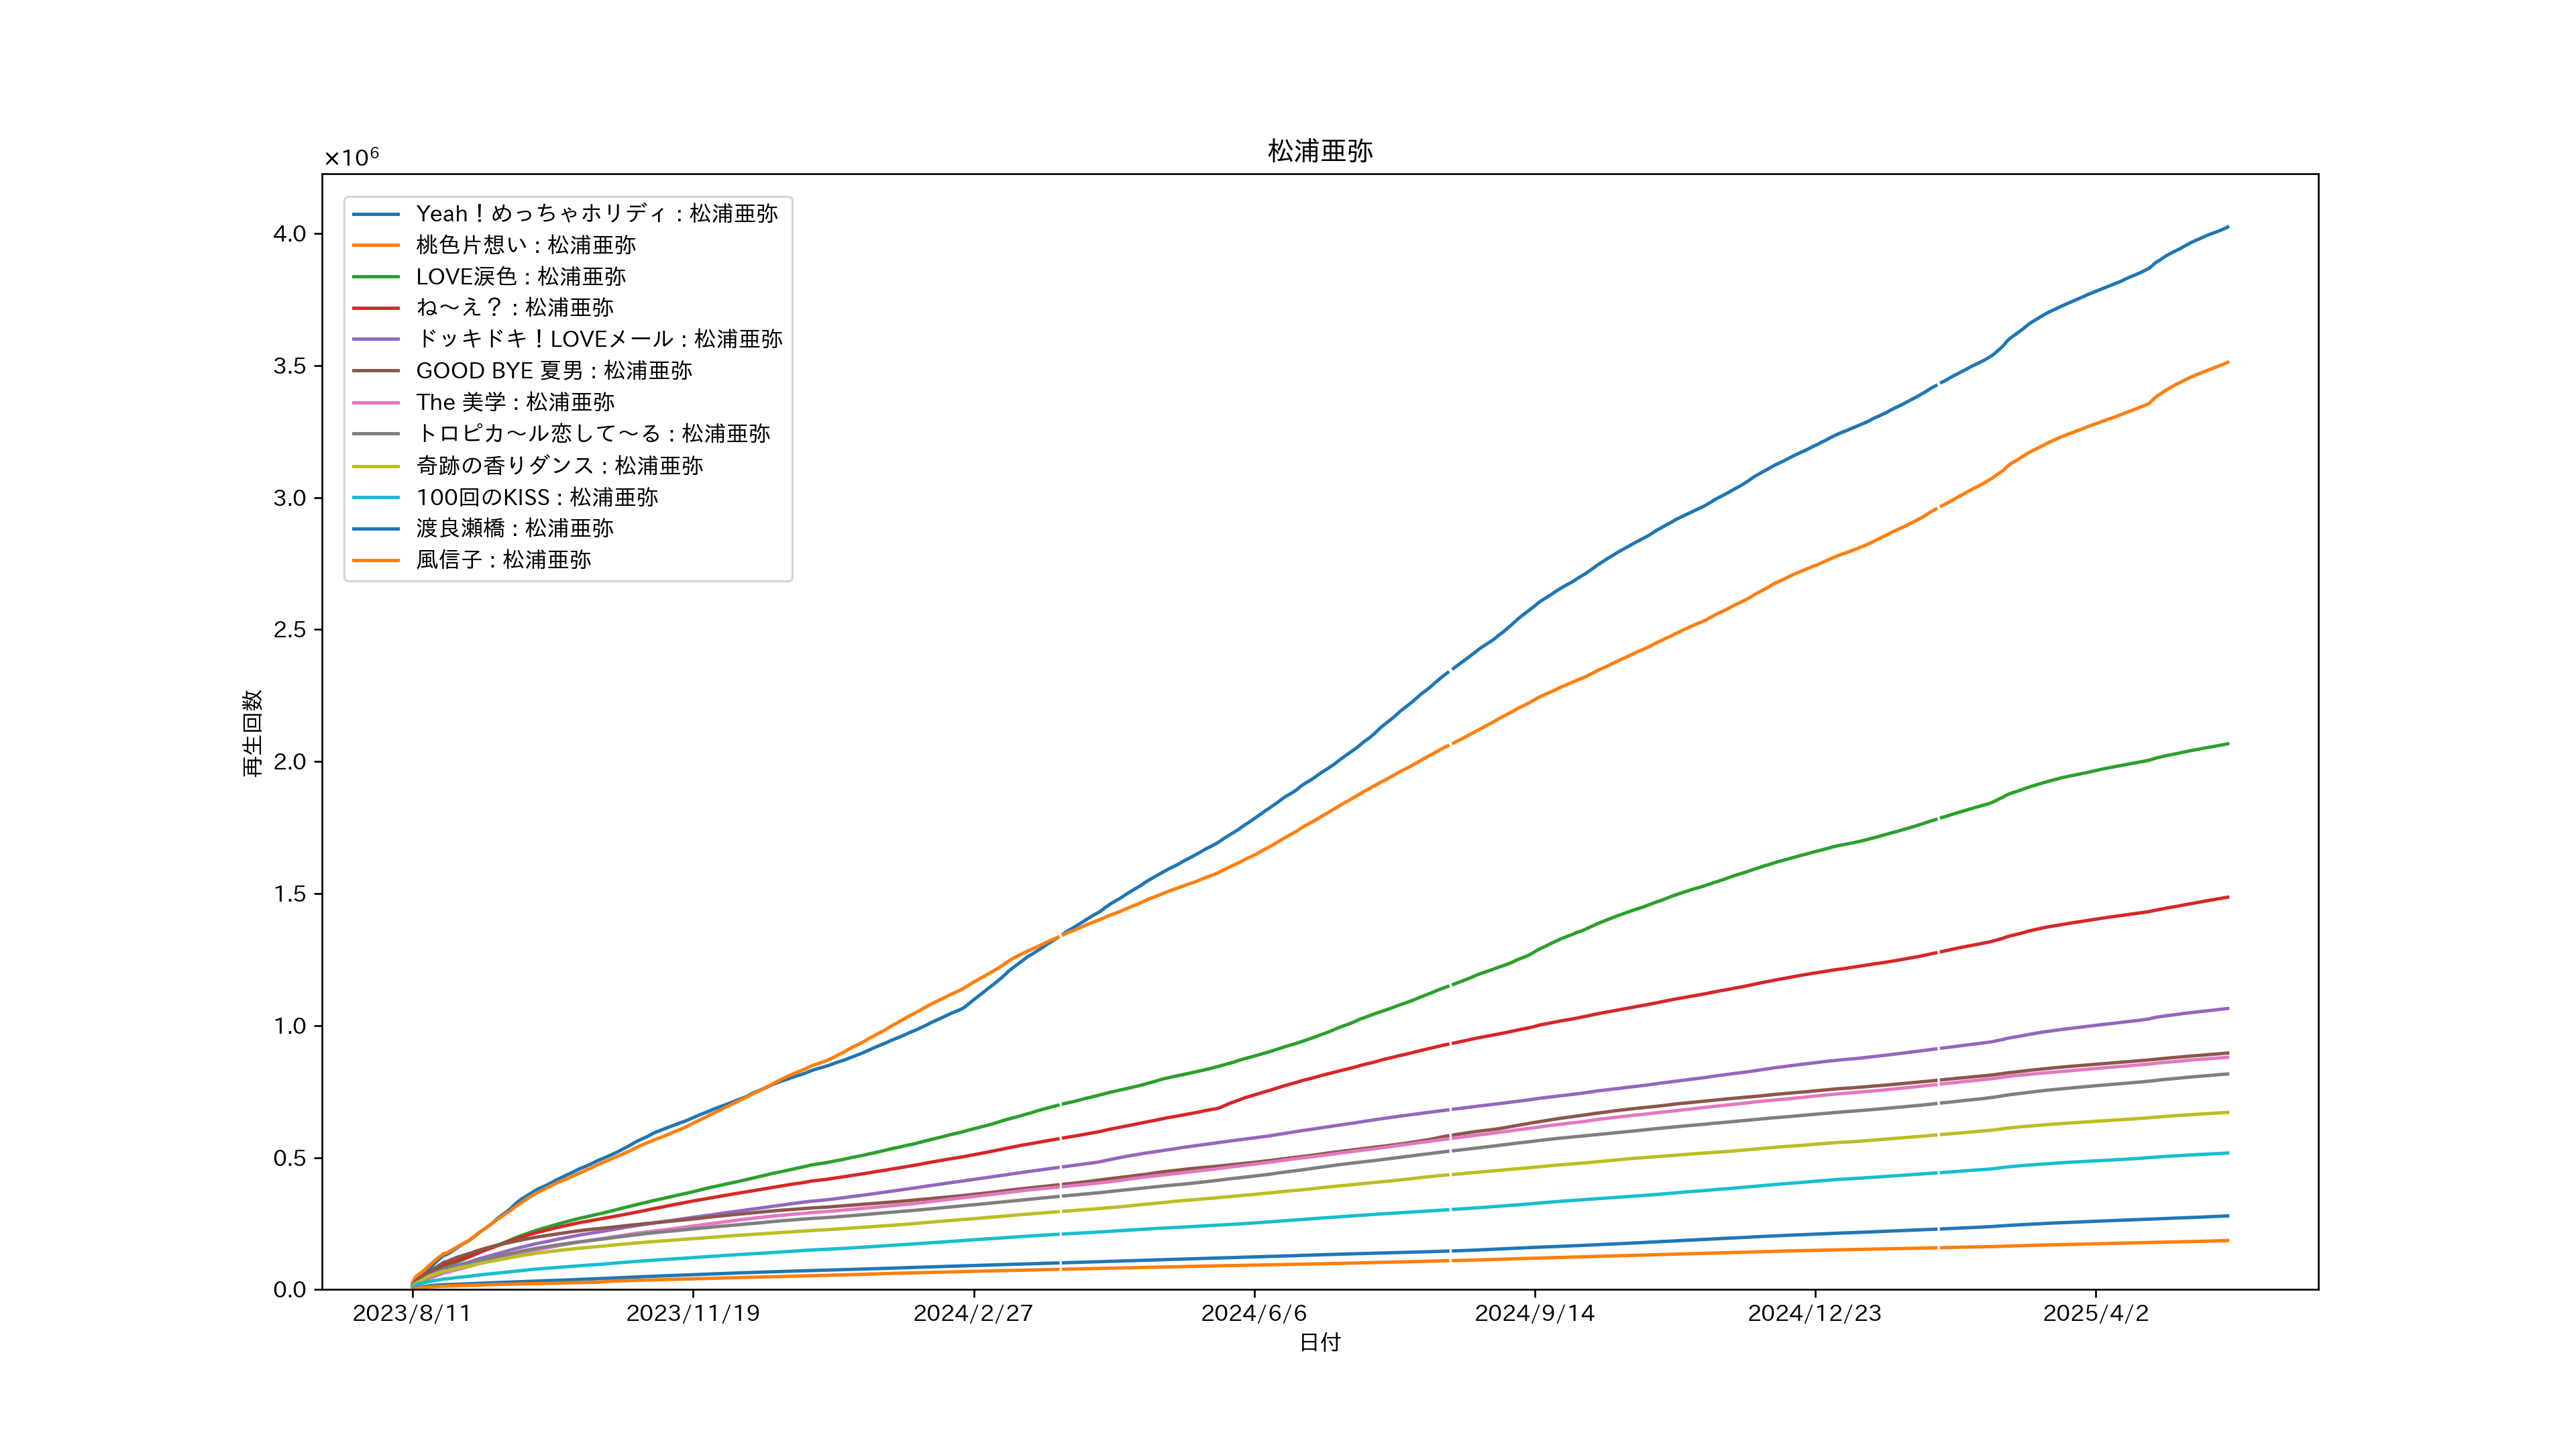 松浦亜弥
×10⁶
4.0
3.5
3.0
2.5
2.0
1.5
1.0
0.5
0.0
再生回数
Yeah！めっちゃホリディ : 松浦亜弥
桃色片想い : 松浦亜弥
LOVE涙色 : 松浦亜弥
ね～え？ : 松浦亜弥
ドッキドキ！LOVEメール : 松浦亜弥
GOOD BYE 夏男 : 松浦亜弥
The 美学 : 松浦亜弥
トロピカ～ル恋して～る : 松浦亜弥
奇跡の香りダンス : 松浦亜弥
100回のKISS : 松浦亜弥
渡良瀬橋 : 松浦亜弥
風信子 : 松浦亜弥
2023/8/11 2023/11/19 2024/2/27 2024/6/6 2024/9/14 2024/12/23 2025/4/2
日付